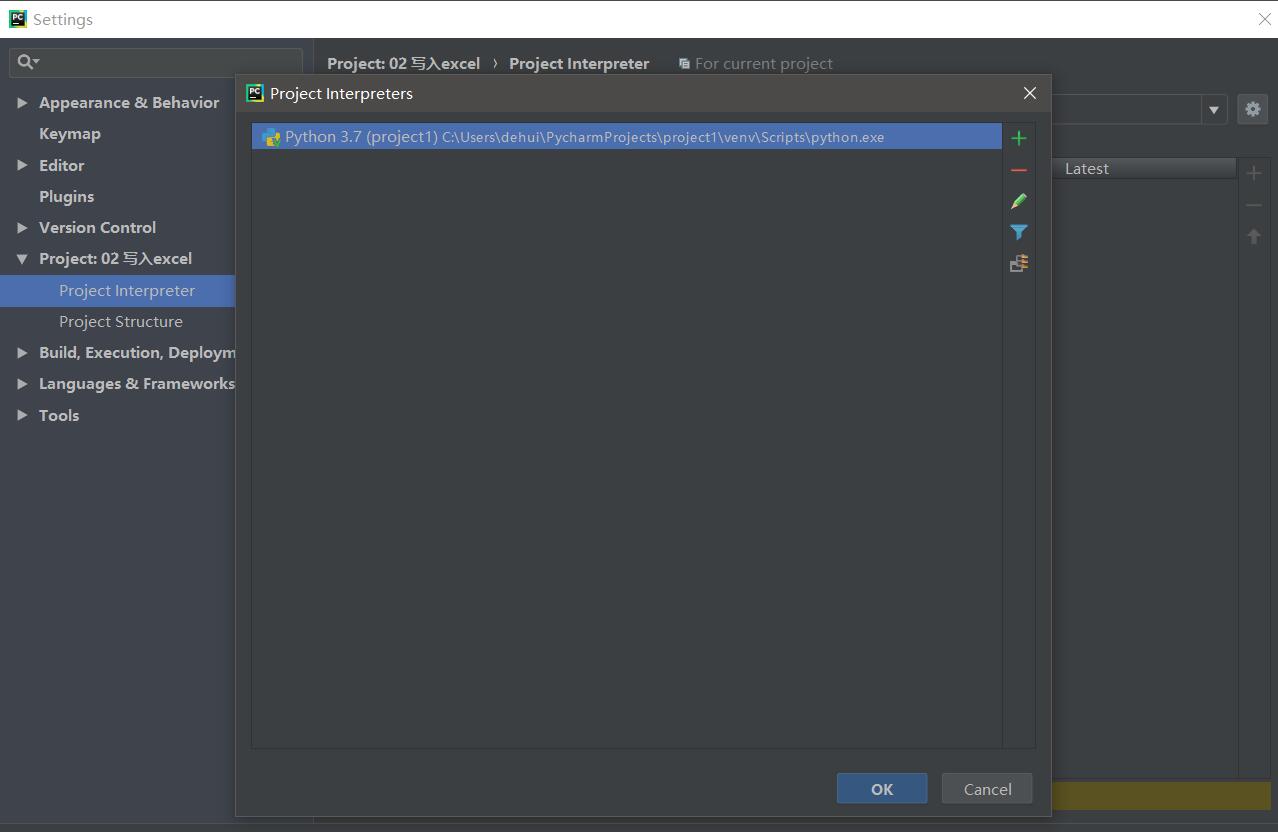 Settings
Project: 02 写入excel › Project Interpreter For current project
Project Interpreters
Appearance & Behavior
Keymap
Editor
Plugins
Version Control
Project: 02 写入excel
Project Interpreter
Project Structure
Build, Execution, Deploym
Languages & Frameworks
Tools
Python 3.7 (project1) C:\Users\dehui\PycharmProjects\project1\venv\Scripts\python.exe
Latest
OK
Cancel